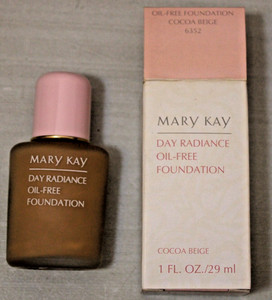 MARY KAY
DAY RADIANCE
OIL-FREE
FOUNDATION
OIL-FREE FOUNDATION
COCOA BEIGE
6352
MARY KAY
DAY RADIANCE
OIL-FREE
FOUNDATION
COCOA BEIGE
1 FL. OZ./29 ml